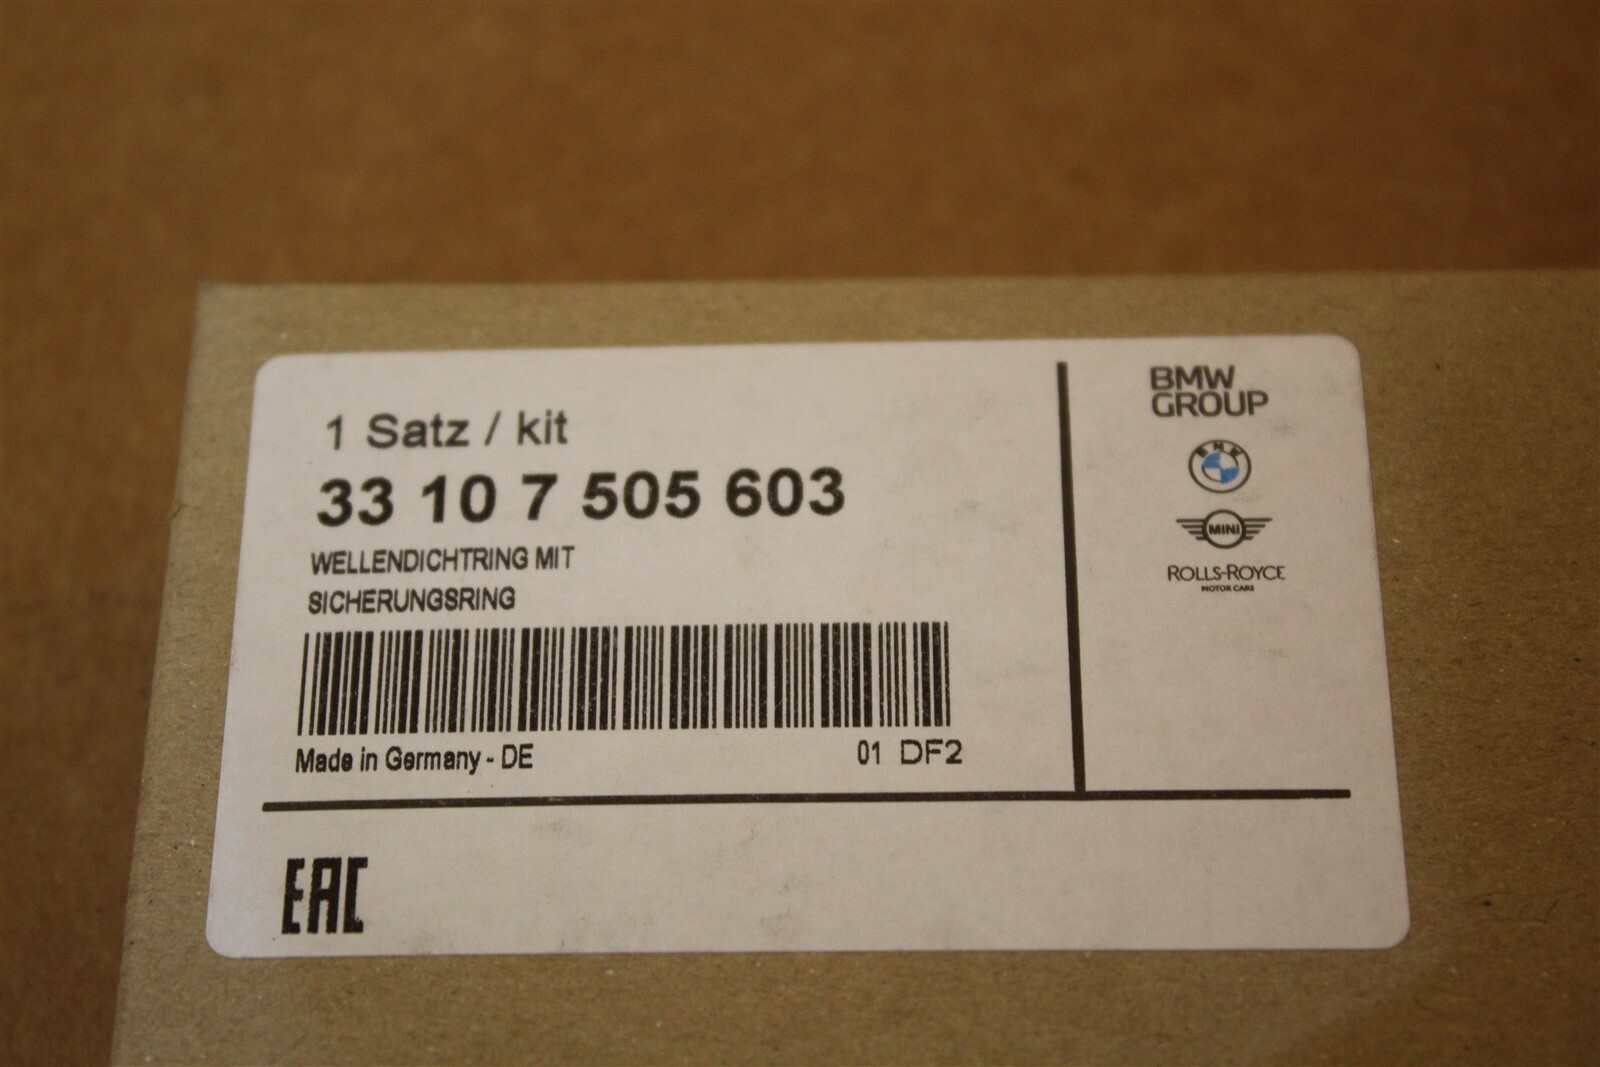 1 Satz / kit
33 10 7 505 603
WELLENDICHTRING MIT
SICHERUNGSRING
Made in Germany - DE
01 DF2
EAC
BMW
GROUP
BMW
MINI
ROLLS-ROYCE
MOTOR CARS